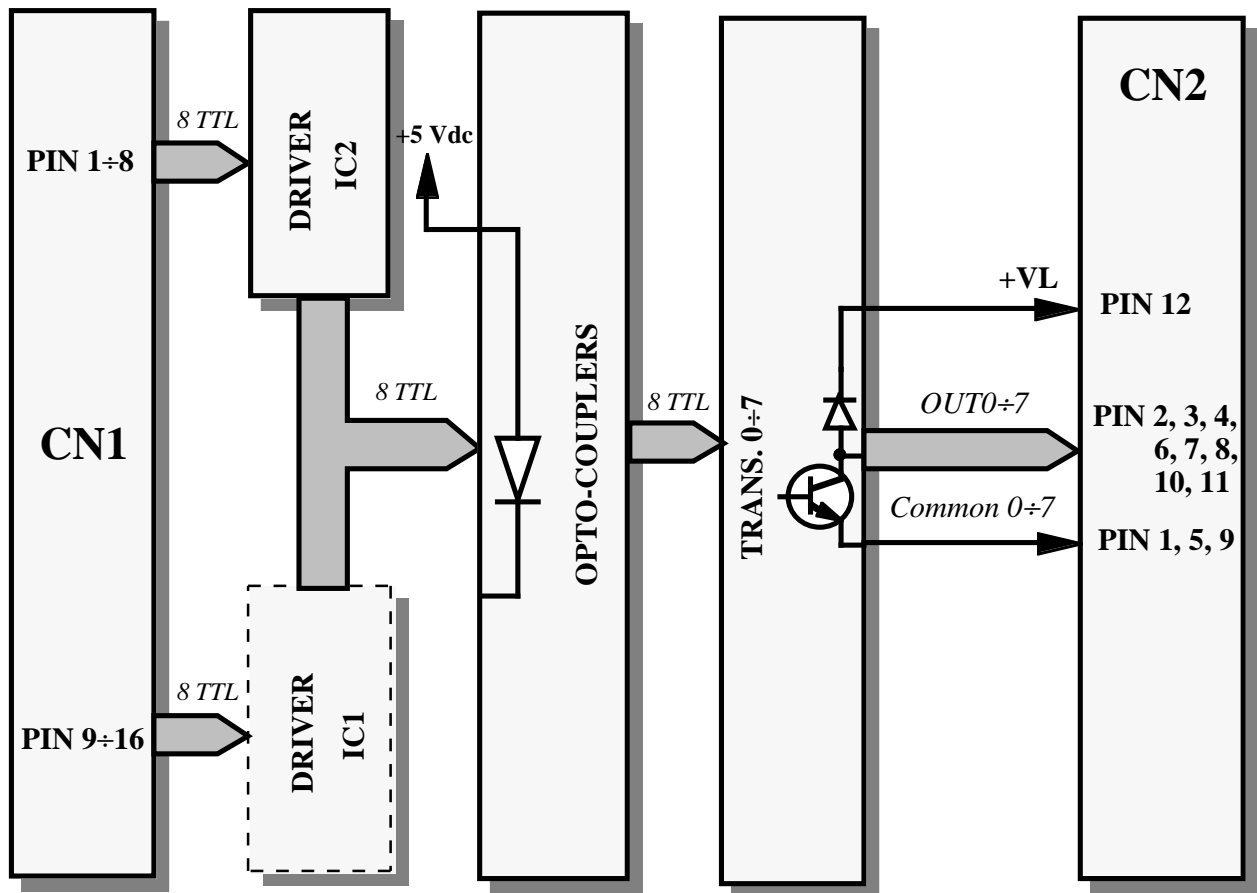 CN1
PIN 1÷8
PIN 9÷16
8 TTL
8 TTL
DRIVER
IC2
DRIVER
IC1
+5 Vdc
8 TTL
OPTO-COUPLERS
8 TTL
TRANS. 0÷7
+VL
OUT0÷7
Common 0÷7
CN2
PIN 12
PIN 2, 3, 4,
6, 7, 8,
10, 11
PIN 1, 5, 9